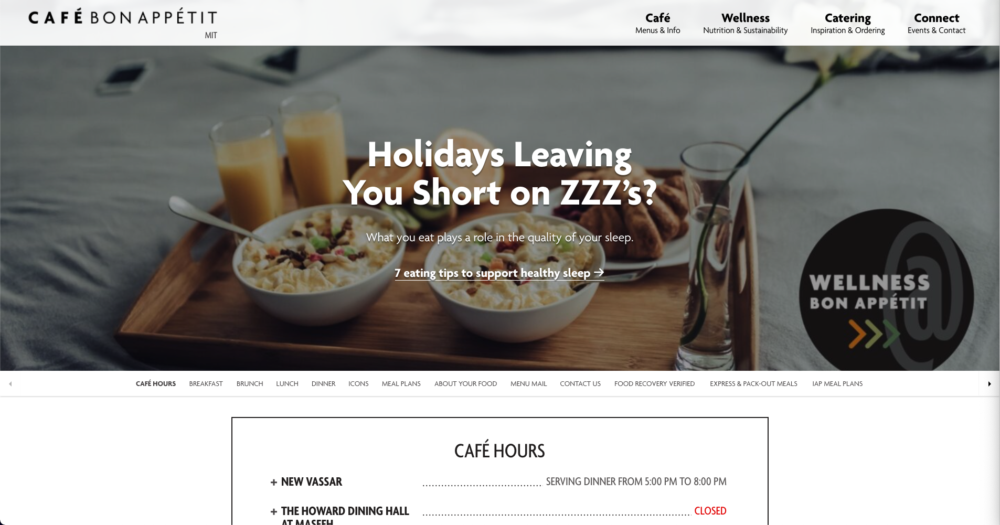 CAFÉ BON APPÉTIT
MIT
Café
Menus & Info
Wellness
Nutrition & Sustainability
Catering
Inspiration & Ordering
Connect
Events & Contact
Holidays Leaving
You Short on ZZZ’s?
What you eat plays a role in the quality of your sleep.
7 eating tips to support healthy sleep →
@
WELLNESS
BON APPÉTIT
CAFÉ HOURS BREAKFAST BRUNCH LUNCH DINNER ICONS MEAL PLANS ABOUT YOUR FOOD MENU MAIL CONTACT US FOOD RECOVERY VERIFIED EXPRESS & PACK-OUT MEALS IAP MEAL PLANS
CAFÉ HOURS
+ NEW VASSAR SERVING DINNER FROM 5:00 PM TO 8:00 PM
+ THE HOWARD DINING HALL CLOSED
AT MASEEH